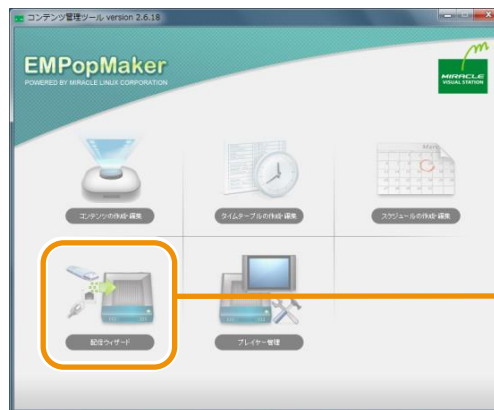 コンテンツ管理ツール version 2.6.18
EMPopMaker
POWERED BY MIRACLE LINUX CORPORATION
MIRACLE
VISUAL STATION
コンテンツの作成・編集
タイムテーブルの作成・編集
スケジュールの作成・編集
配信ウィザード
プレイヤー管理